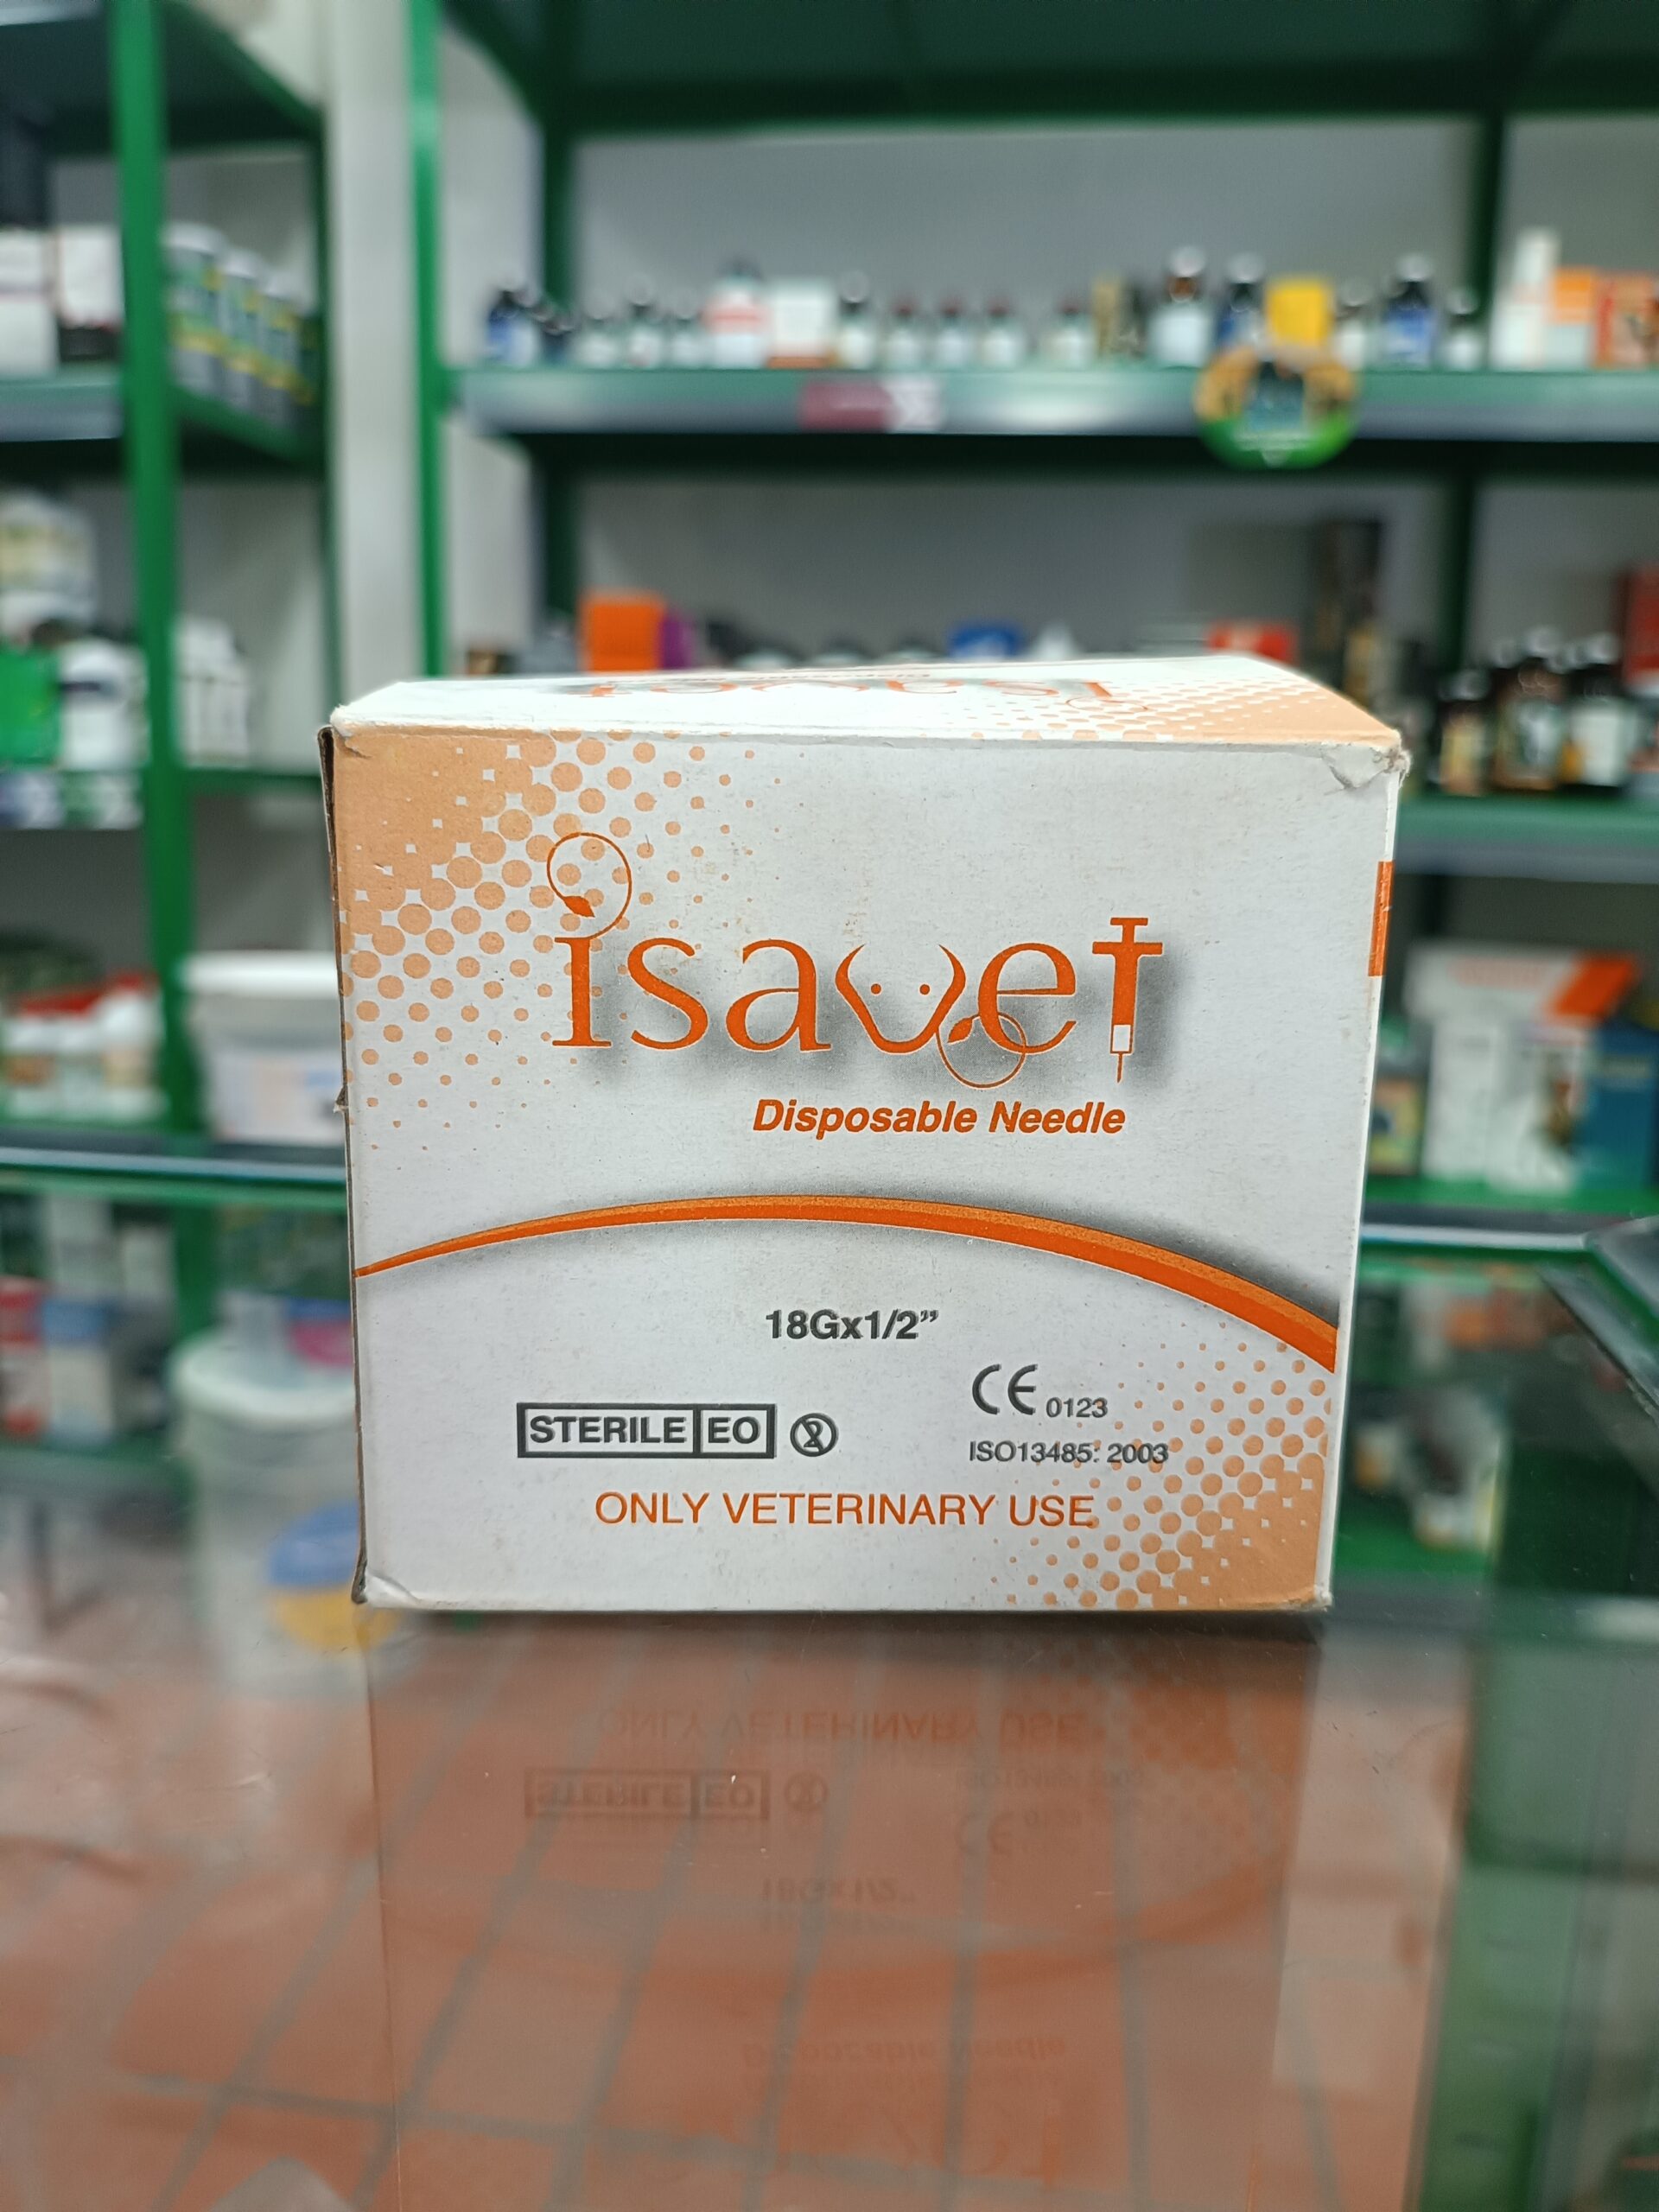 isavet
Disposable Needle
18Gx1/2”
STERILE EO
CE 0123
ISO13485: 2003
ONLY VETERINARY USE